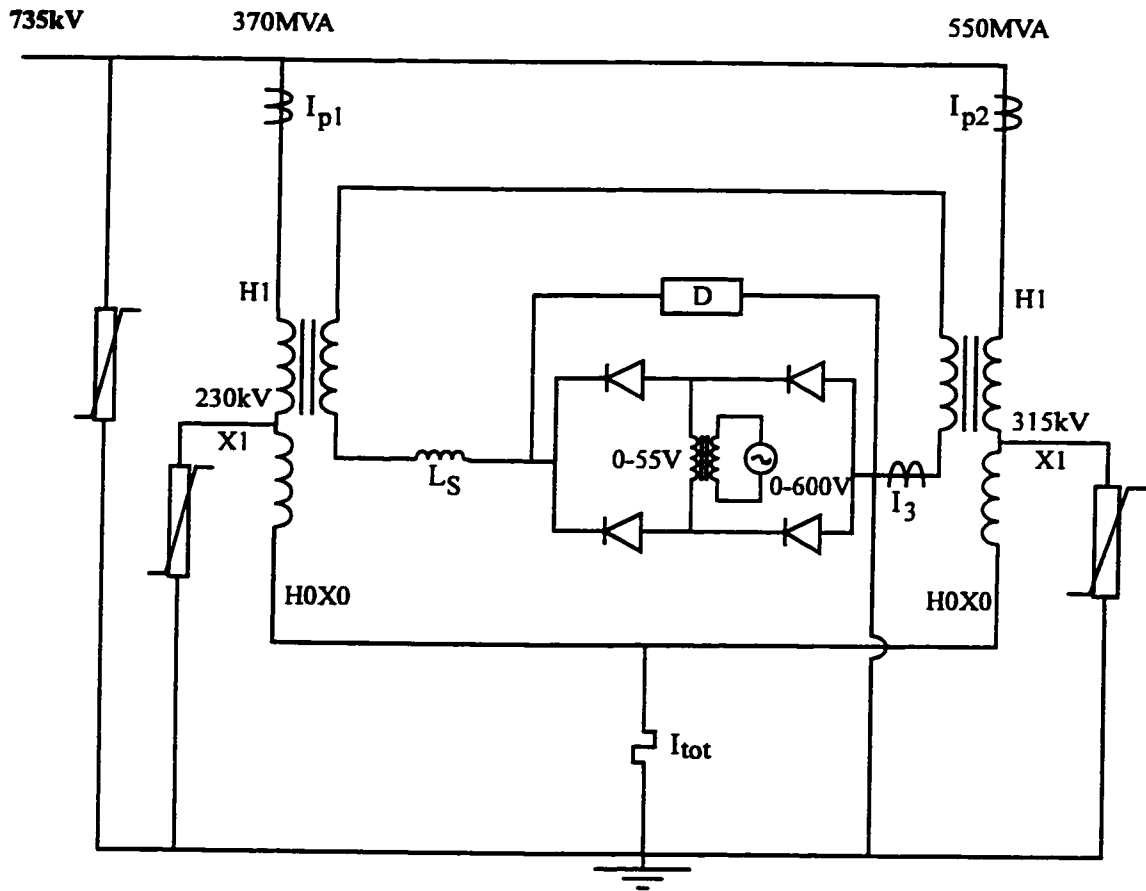 735kV
370MVA
550MVA
Ip1
Ip2
H1
D
H1
230kV
X1
0-55V
0-600V
315kV
X1
LS
I3
H0X0
H0X0
Itot